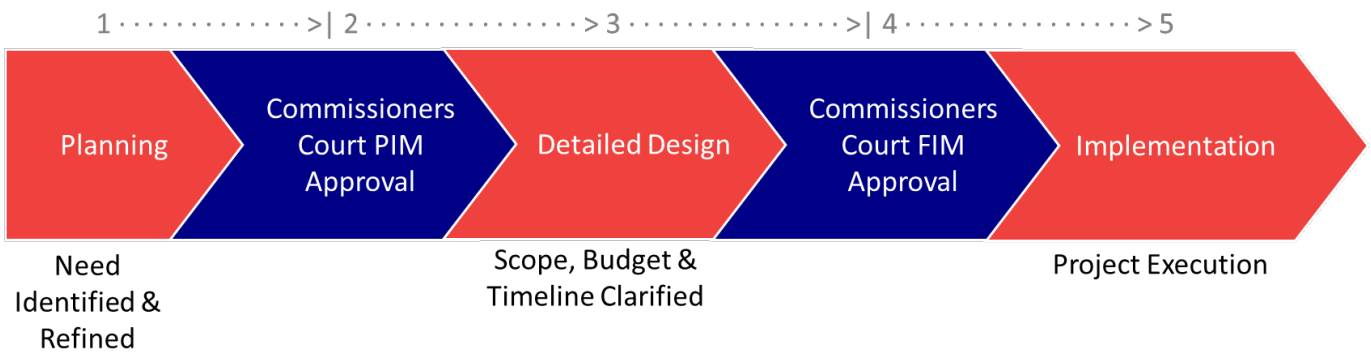 1 · · · · · · · · · · · · · >| 2 · · · · · · · · · · · · · · > 3 · · · · · · · · · · · · · · >| 4 · · · · · · · · · · · · · · > 5
Planning
Commissioners
Court PIM
Approval
Detailed Design
Commissioners
Court FIM
Approval
Implementation
Need
Identified &
Refined
Scope, Budget &
Timeline Clarified
Project Execution